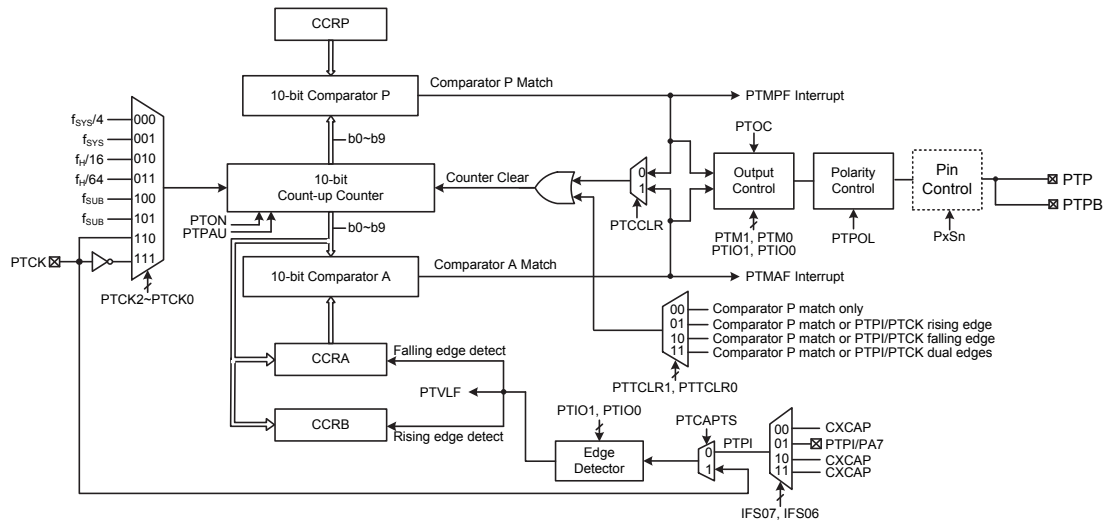 CCRP
10-bit Comparator P
Comparator P Match
PTMPF Interrupt
b0~b9
fSYS/4
fSYS
fH/16
fH/64
fSUB
fSUB
000
001
010
011
100
101
110
111
PTCK
PTCK2~PTCK0
10-bit
Count-up Counter
PTON
PTPAU
b0~b9
Counter Clear
0
1
PTCCLR
PTOC
Output
Control
PTM1, PTM0
PTIO1, PTIO0
Polarity
Control
PTPOL
Pin
Control
PxSn
PTP
PTPB
10-bit Comparator A
Comparator A Match
PTMAF Interrupt
00
01
10
11
Comparator P match only
Comparator P match or PTPI/PTCK rising edge
Comparator P match or PTPI/PTCK falling edge
Comparator P match or PTPI/PTCK dual edges
PTTCLR1, PTTCLR0
CCRA
Falling edge detect
PTVLF
CCRB
Rising edge detect
PTIO1, PTIO0
Edge
Detector
PTCAPTS
0
1
PTPI
00
01
10
11
CXCAP
PTPI/PA7
CXCAP
CXCAP
IFS07, IFS06